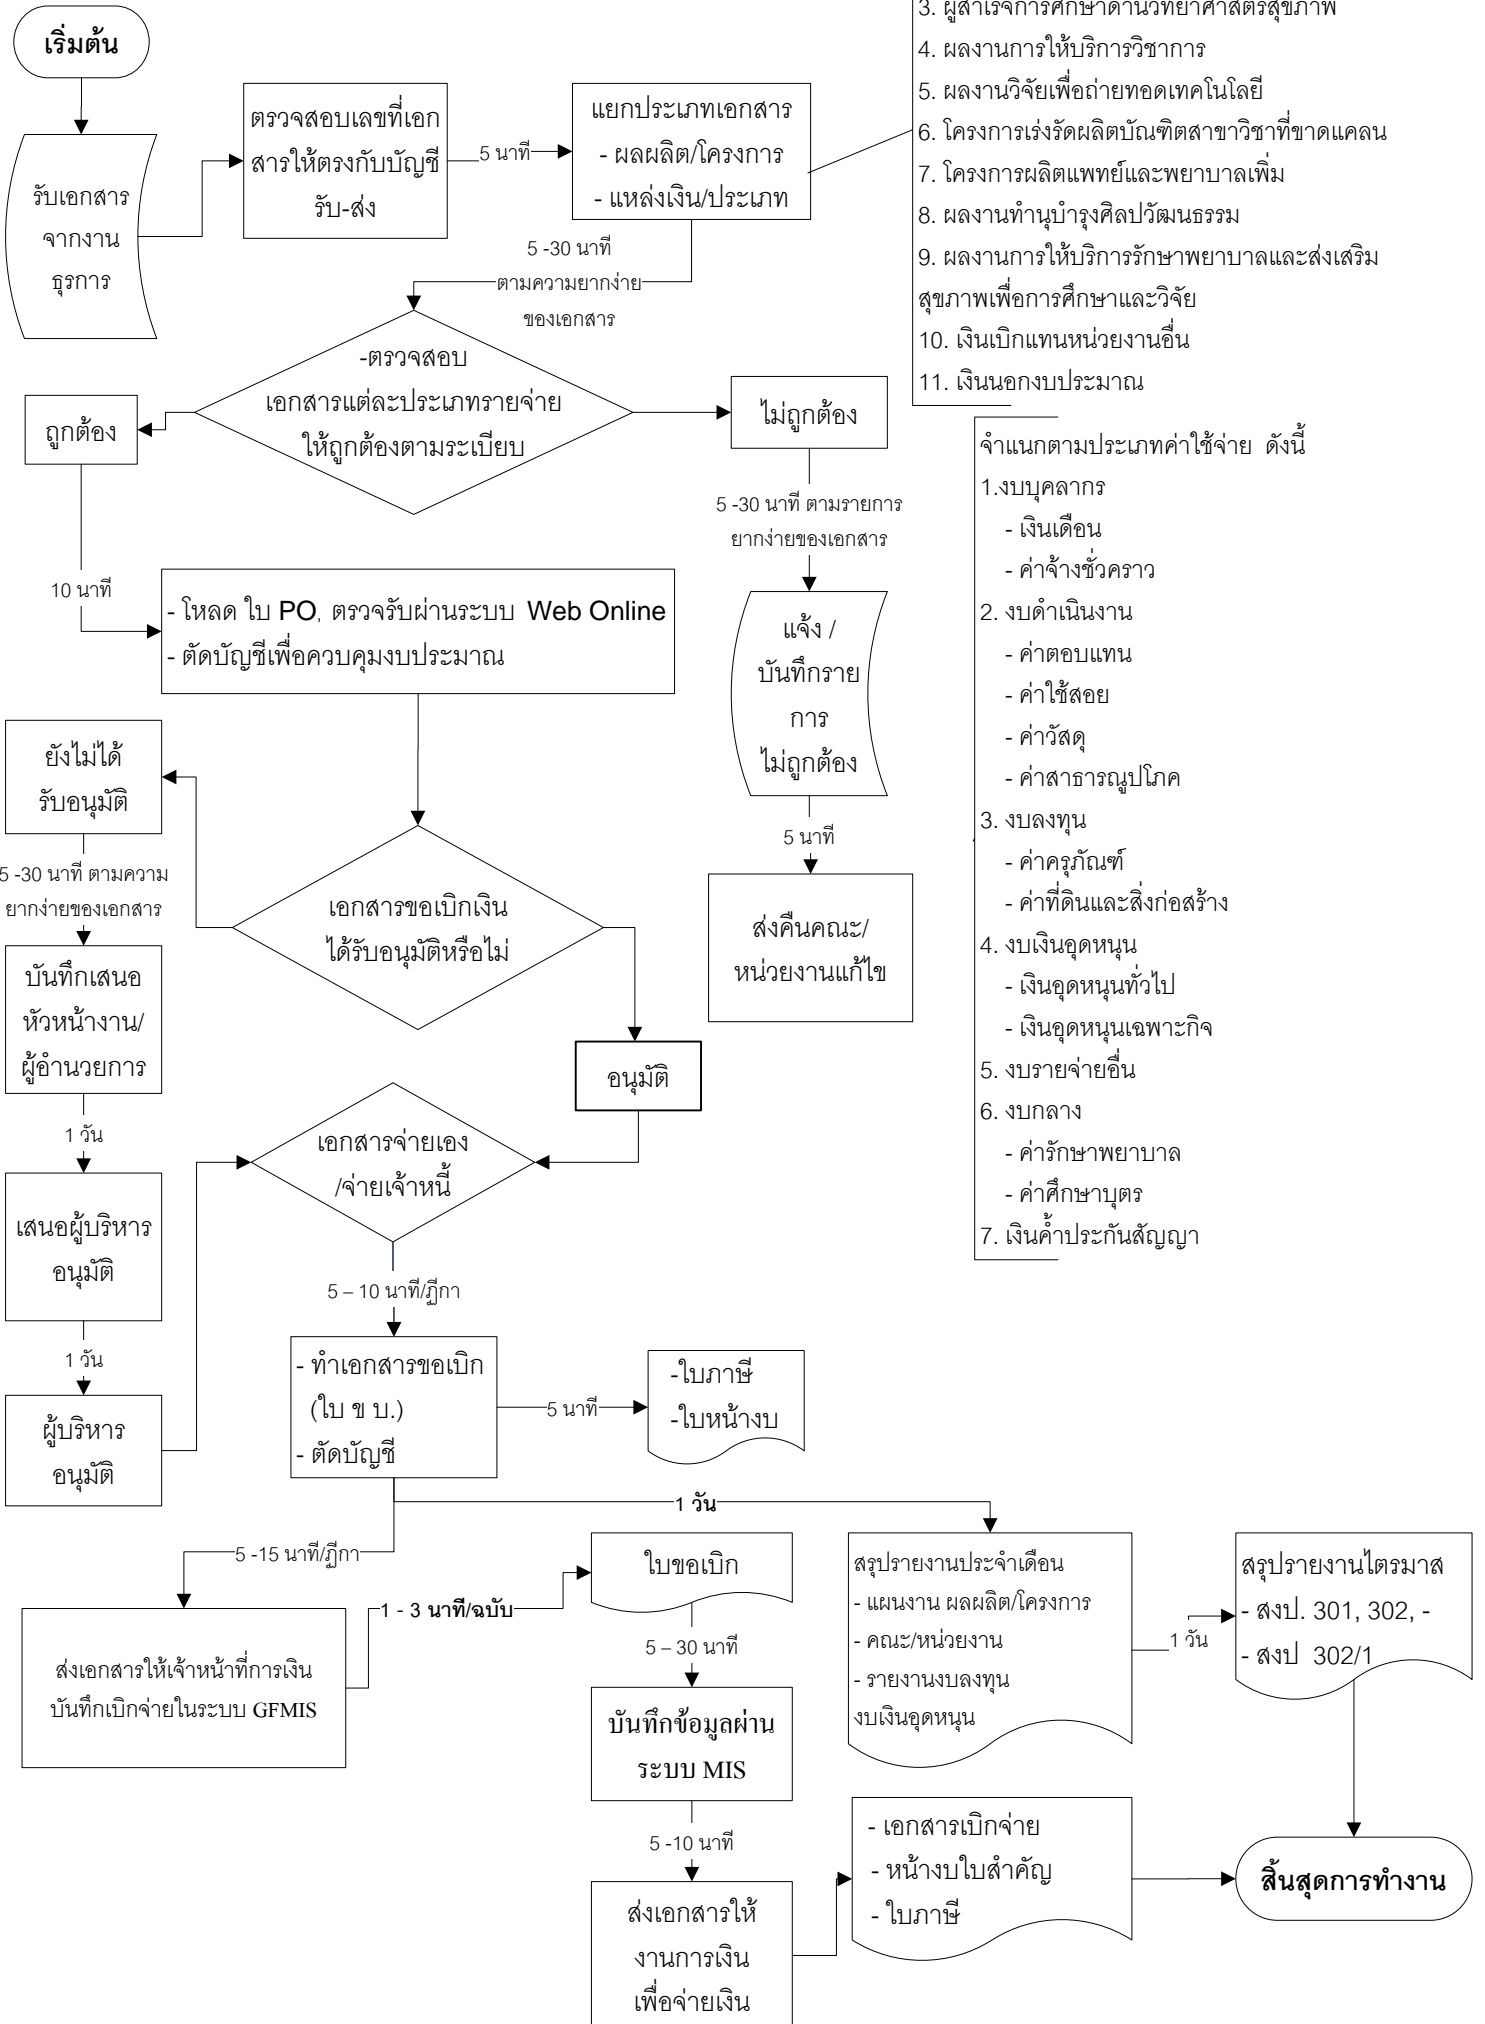 เริ่มต้น
รับเอกสาร
จากงาน
ธุรการ
ตรวจสอบเลขที่เอก
สารให้ตรงกับบัญชี
รับ-ส่ง
5 นาที
แยกประเภทเอกสาร
- ผลผลิต/โครงการ
- แหล่งเงิน/ประเภท
3. ผู้สำเร็จการศึกษาด้านวิทยาศาสตร์สุขภาพ
4. ผลงานการให้บริการวิชาการ
5. ผลงานวิจัยเพื่อถ่ายทอดเทคโนโลยี
6. โครงการเร่งรัดผลิตบัณฑิตสาขาวิชาที่ขาดแคลน
7. โครงการผลิตแพทย์และพยาบาลเพิ่ม
8. ผลงานทำนุบำรุงศิลปวัฒนธรรม
9. ผลงานการให้บริการรักษาพยาบาลและส่งเสริม
สุขภาพเพื่อการศึกษาและวิจัย
10. เงินเบิกแทนหน่วยงานอื่น
11. เงินนอกงบประมาณ
5 -30 นาที
ตามความยากง่าย
ของเอกสาร
-ตรวจสอบ
เอกสารแต่ละประเภทรายจ่าย
ให้ถูกต้องตามระเบียบ
ถูกต้อง
ไม่ถูกต้อง
5 -30 นาที ตามรายการ
ยากง่ายของเอกสาร
แจ้ง /
บันทึกราย
การ
ไม่ถูกต้อง
5 นาที
ส่งคืนคณะ/
หน่วยงานแก้ไข
จำแนกตามประเภทค่าใช้จ่าย ดังนี้
1.งบบุคลากร
- เงินเดือน
- ค่าจ้างชั่วคราว
2. งบดำเนินงาน
- ค่าตอบแทน
- ค่าใช้สอย
- ค่าวัสดุ
- ค่าสาธารณูปโภค
3. งบลงทุน
- ค่าครุภัณฑ์
- ค่าที่ดินและสิ่งก่อสร้าง
4. งบเงินอุดหนุน
- เงินอุดหนุนทั่วไป
- เงินอุดหนุนเฉพาะกิจ
5. งบรายจ่ายอื่น
6. งบกลาง
- ค่ารักษาพยาบาล
- ค่าศึกษาบุตร
7. เงินค้ำประกันสัญญา
10 นาที
- โหลด ใบ PO, ตรวจรับผ่านระบบ Web Online
- ตัดบัญชีเพื่อควบคุมงบประมาณ
ยังไม่ได้
รับอนุมัติ
5 -30 นาที ตามความ
ยากง่ายของเอกสาร
เอกสารขอเบิกเงิน
ได้รับอนุมัติหรือไม่
บันทึกเสนอ
หัวหน้างาน/
ผู้อำนวยการ
อนุมัติ
1 วัน
เอกสารจ่ายเอง
/จ่ายเจ้าหนี้
เสนอผู้บริหาร
อนุมัติ
1 วัน
ผู้บริหาร
อนุมัติ
5 – 10 นาที/ฎีกา
- ทำเอกสารขอเบิก
(ใบ ข บ.)
- ตัดบัญชี
5 นาที
-ใบภาษี
-ใบหน้างบ
1 วัน
5 -15 นาที/ฎีกา
ส่งเอกสารให้เจ้าหน้าที่การเงิน
บันทึกเบิกจ่ายในระบบ GFMIS
1 - 3 นาที/ฉบับ
ใบขอเบิก
5 – 30 นาที
บันทึกข้อมูลผ่าน
ระบบ MIS
5 -10 นาที
ส่งเอกสารให้
งานการเงิน
เพื่อจ่ายเงิน
สรุปรายงานประจำเดือน
- แผนงาน ผลผลิต/โครงการ
- คณะ/หน่วยงาน
- รายงานงบลงทุน
งบเงินอุดหนุน
1 วัน
สรุปรายงานไตรมาส
- สงป. 301, 302, -
- สงป 302/1
- เอกสารเบิกจ่าย
- หน้างบใบสำคัญ
- ใบภาษี
สิ้นสุดการทำงาน